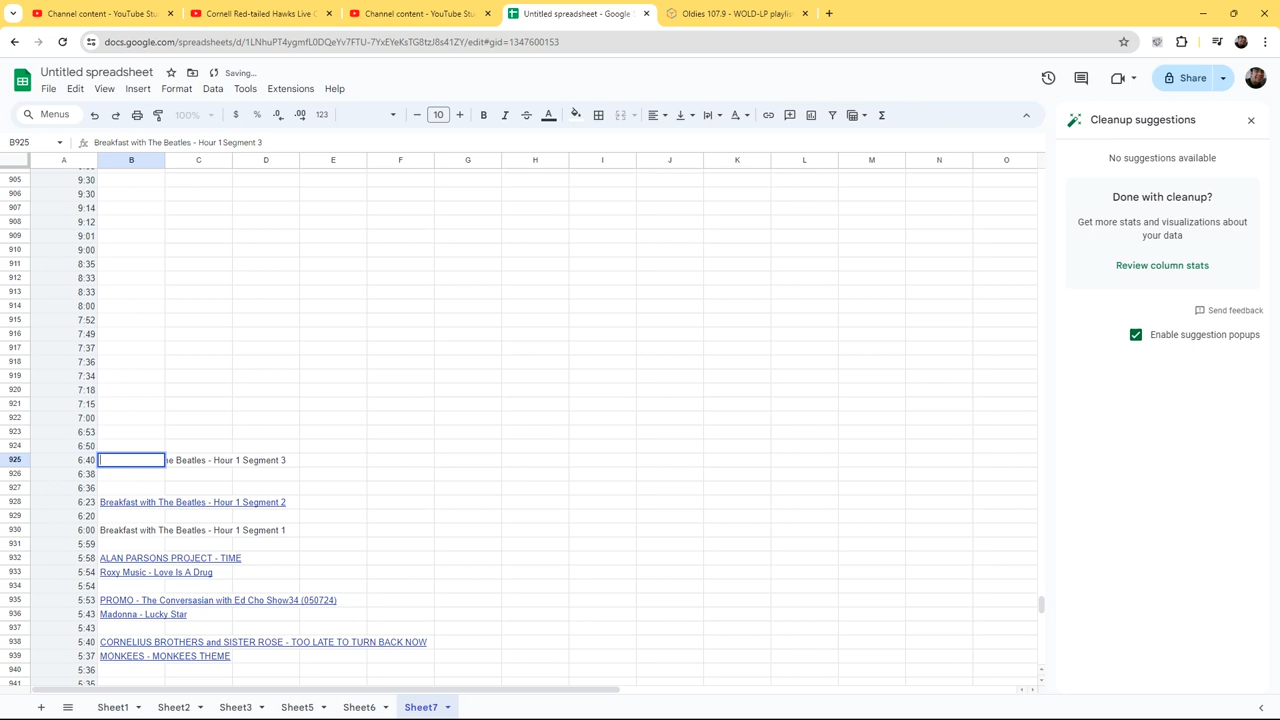 Channel content - YouTube Stu
Cornell Red-tailed Hawks Live C
Channel content - YouTube Stu
Untitled spreadsheet - Google
Oldies 107.9 - WOLD-LP playlis
docs.google.com/spreadsheets/d/1LNhuPT4ygmfL0DQeYv7FTU-7YxEYeKsTG8tzJ8s41ZY/edit#gid=1347600153
Untitled spreadsheet Saving...
File Edit View Insert Format Data Tools Extensions Help
Share
Menus 100% $ % .0 .00 123 10 B I A
B925 fx Breakfast with The Beatles - Hour 1 Segment 3
A B C D E F G H I J K L M N O
905 9:30
906 9:30
907 9:14
908 9:12
909 9:01
910 9:00
911 8:35
912 8:33
913 8:33
914 8:00
915 7:52
916 7:49
917 7:37
918 7:36
919 7:34
920 7:18
921 7:15
922 7:00
923 6:53
924 6:50
925 6:40 he Beatles - Hour 1 Segment 3
926 6:38
927 6:36
928 6:23 Breakfast with The Beatles - Hour 1 Segment 2
929 6:20
930 6:00 Breakfast with The Beatles - Hour 1 Segment 1
931 5:59
932 5:58 ALAN PARSONS PROJECT - TIME
933 5:54 Roxy Music - Love Is A Drug
934 5:54
935 5:53 PROMO - The Conversasian with Ed Cho Show34 (050724)
936 5:43 Madonna - Lucky Star
937 5:43
938 5:40 CORNELIUS BROTHERS and SISTER ROSE - TOO LATE TO TURN BACK NOW
939 5:37 MONKEES - MONKEES THEME
940 5:36
941 5:35
Sheet1 Sheet2 Sheet3 Sheet5 Sheet6 Sheet7
Cleanup suggestions
No suggestions available
Done with cleanup?
Get more stats and visualizations about
your data
Review column stats
Send feedback
Enable suggestion popups